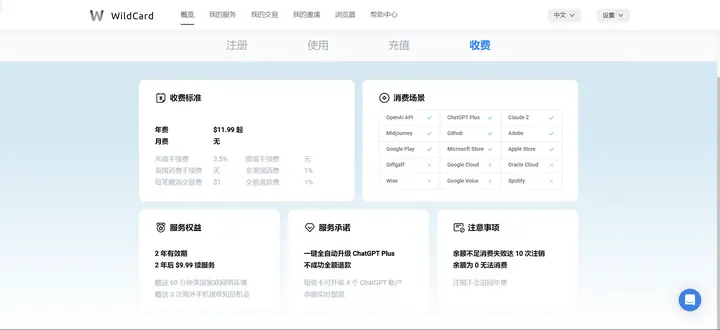 WildCard
概览 我的服务 我的交易 我的邀请 浏览器 帮助中心
中文 设置
注册 使用 充值 收费
收费标准
年费 $11.99 起
月费 无
充值手续费 3.5% 提现手续费 无
美国消费手续费 无 非美国消费 1%
每笔撤消交易费 $1 交易退款费 1%
消费场景
OpenAI API ✓ ChatGPT Plus ✓ Claude 2 ✓
Midjourney ✓ Github ✓ Adobe ✓
Google Play ✓ Microsoft Store ✓ Apple Store ✓
Giffgaff × Google Cloud × Oracle Cloud ×
Wise × Google Voice × Spotify ×
服务权益
2 年有效期
2 年后 $9.99 续服务
赠送 60 分钟美国家庭网络环境
赠送 3 次海外手机接收短信机会
服务承诺
一键全自动升级 ChatGPT Plus
不成功全额退款
每张卡可升级 4 个 ChatGPT 账户
余额实时提现
注意事项
余额不足消费失败达 10 次注销
余额为 0 无法消费
注销不会退回年费